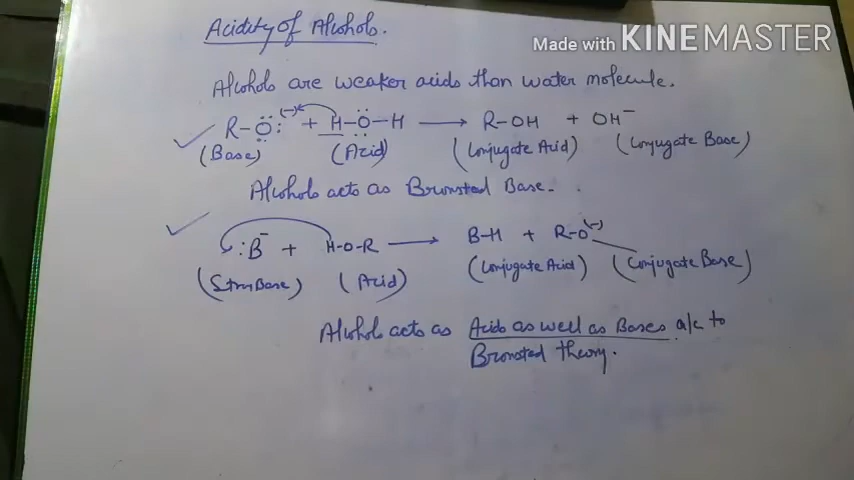 Acidity of Alcohols.
Made with KINEMASTER
Alcohols are weaker acids than water molecule.
R-O:(-) + H-O-H → R-OH + OH⁻
(Base) (Acid) (Conjugate Acid) (Conjugate Base)
Alcohols acts as Bronsted Base.
:B⁻ + H-O-R → B-H + R-O(-)
(Strn Base) (Acid) (Conjugate Acid) (Conjugate Base)
Alcohol acts as Acids as well as Bases a/c to
Bronsted theory.